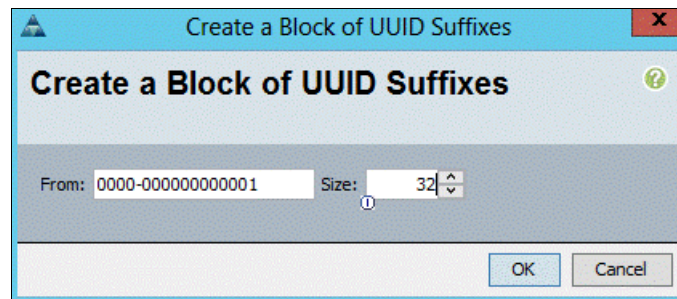 Create a Block of UUID Suffixes
Create a Block of UUID Suffixes
From: 0000-000000000001 Size: 32
OK Cancel